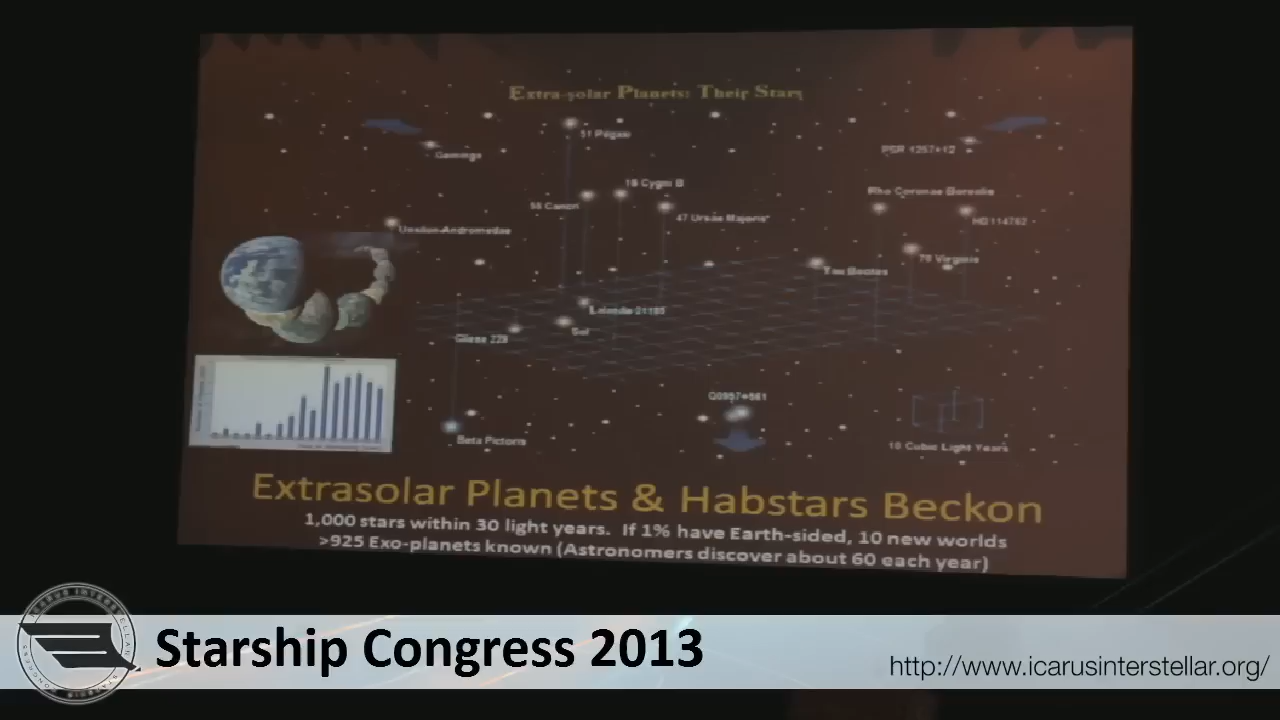 Extra-solar Planets: Their Stars
51 Pegasi
Geminga
PSR 1257+12
16 Cygni B
55 Cancri
47 Ursae Majoris*
Rho Coronae Borealis
HD 114762
Upsilon Andromedae
70 Virginis
Tau Bootes
Lalande 21185
Sol
Gliese 229
Q0957+561
Beta Pictoris
10 Cubic Light Years
Extrasolar Planets & Habstars Beckon
1,000 stars within 30 light years. If 1% have Earth-sided, 10 new worlds
>925 Exo-planets known (Astronomers discover about 60 each year)
ICARUS INTERSTELLAR
STARSHIP CONGRESS
Starship Congress 2013
http://www.icarusinterstellar.org/